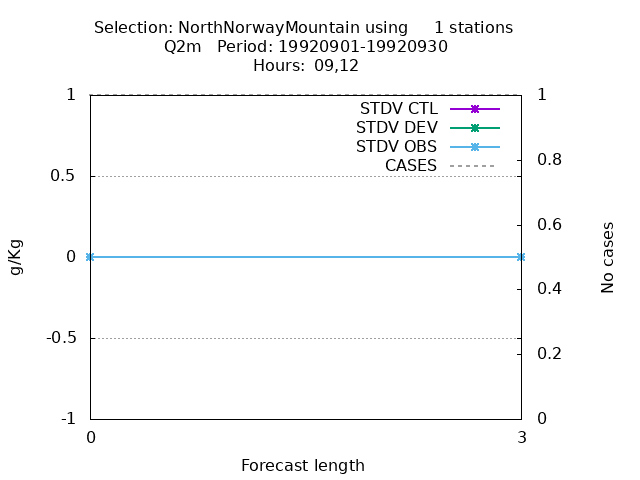 Selection: NorthNorwayMountain using 1 stations
Q2m Period: 19920901-19920930
Hours: 09,12
STDV CTL
STDV DEV
STDV OBS
CASES
1
0.5
0
-0.5
-1
1
0.8
0.6
0.4
0.2
0
g/Kg
No cases
0
3
Forecast length